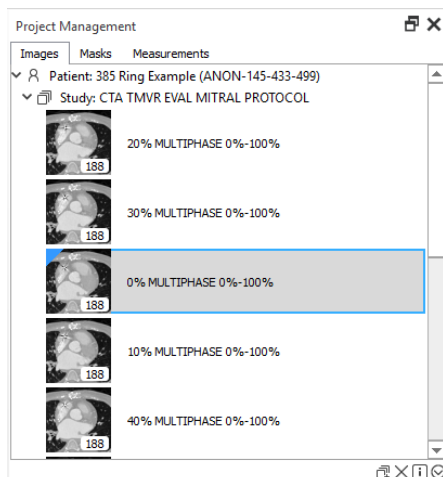 Project Management
Images Masks Measurements
Patient: 385 Ring Example (ANON-145-433-499)
Study: CTA TMVR EVAL MITRAL PROTOCOL
188
20% MULTIPHASE 0%-100%
188
30% MULTIPHASE 0%-100%
188
0% MULTIPHASE 0%-100%
188
10% MULTIPHASE 0%-100%
188
40% MULTIPHASE 0%-100%